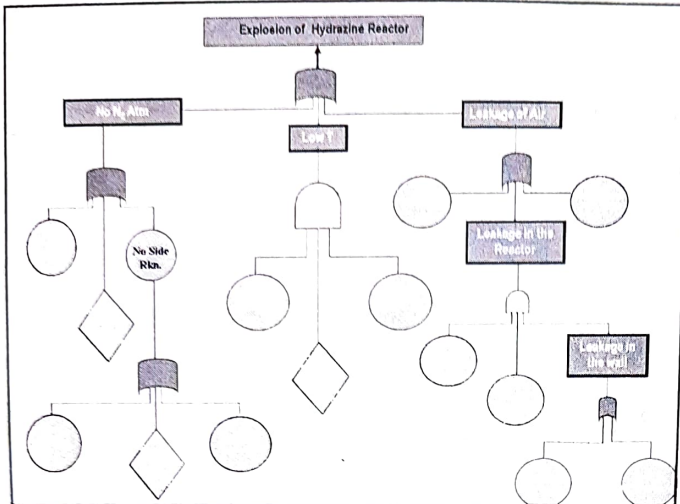 Explosion of Hydrazine Reactor
No N₂ Atm
Low T
Leakage of Air
No Side
Rkn.
Leakage in the
Reactor
Leakage in
the well